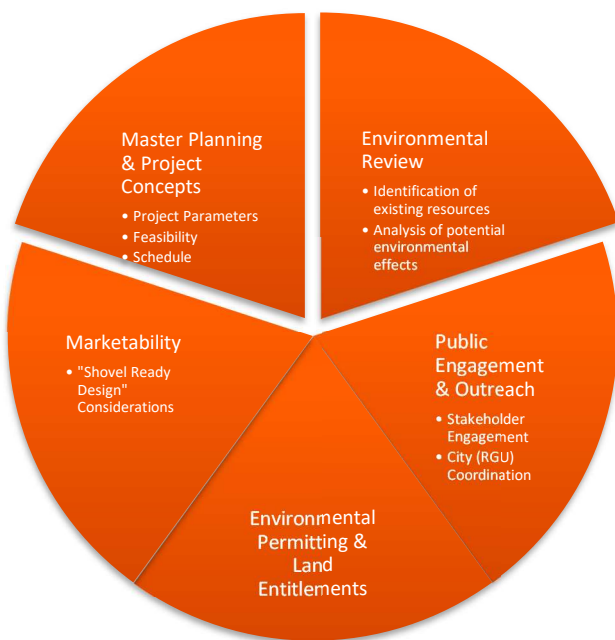 Master Planning
& Project
Concepts
• Project Parameters
• Feasibility
• Schedule
Environmental
Review
• Identification of
existing resources
• Analysis of potential
environmental
effects
Public
Engagement
& Outreach
• Stakeholder
Engagement
• City (RGU)
Coordination
Environmental
Permitting &
Land
Entitlements
Marketability
• "Shovel Ready
Design"
Considerations